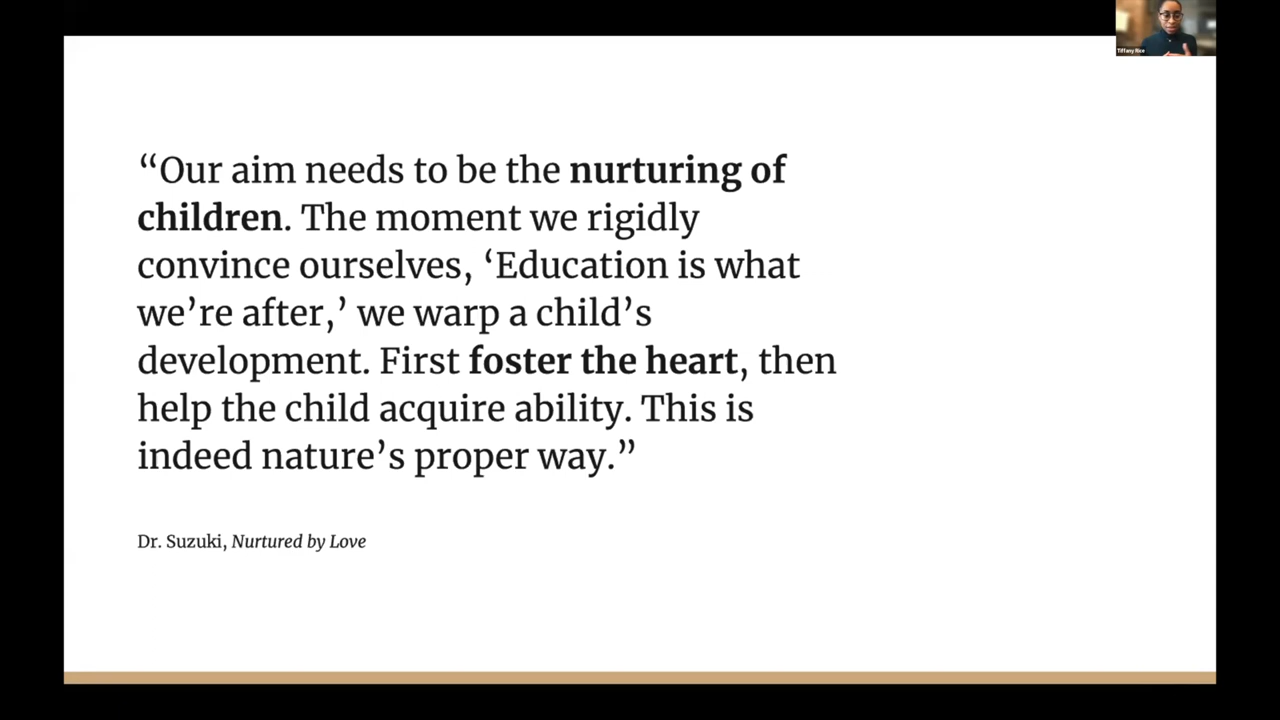 Tiffany Rice
“Our aim needs to be the nurturing of
children. The moment we rigidly
convince ourselves, ‘Education is what
we’re after,’ we warp a child’s
development. First foster the heart, then
help the child acquire ability. This is
indeed nature’s proper way.”
Dr. Suzuki, Nurtured by Love